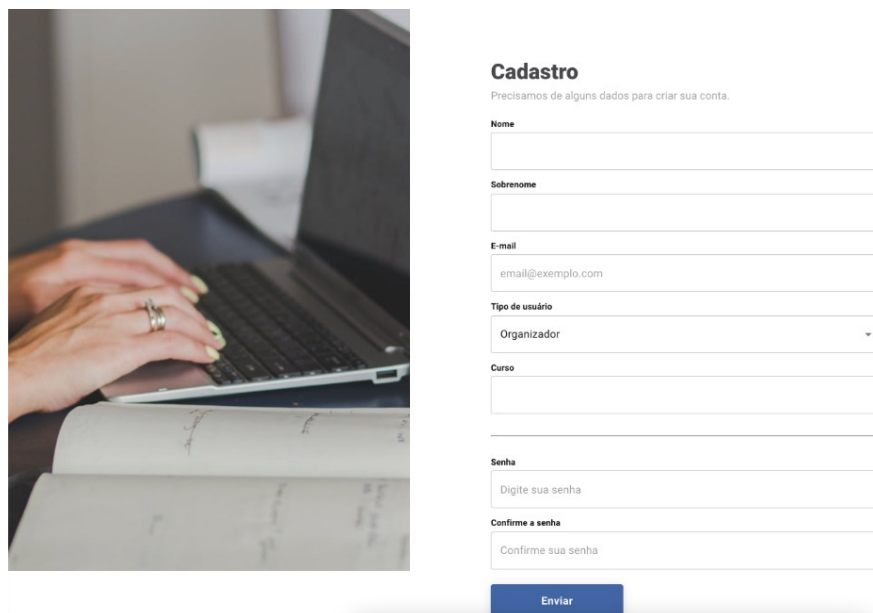 Cadastro
Precisamos de alguns dados para criar sua conta.
Nome
Sobrenome
E-mail
email@exemplo.com
Tipo de usuário
Organizador
Curso
Senha
Digite sua senha
Confirme a senha
Confirme sua senha
Enviar